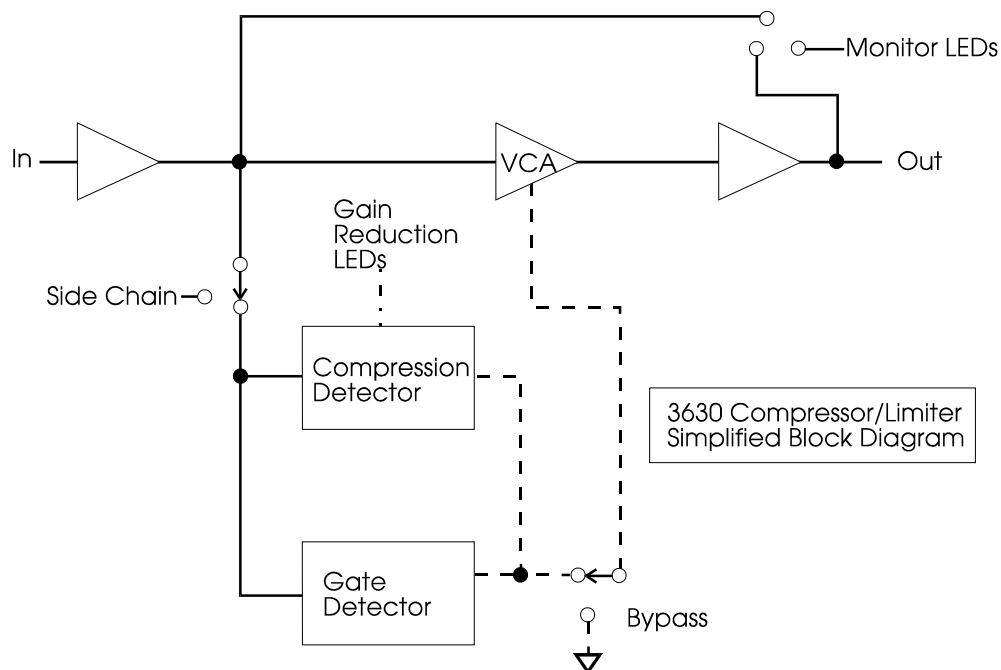 Monitor LEDs
In
VCA
Out
Gain
Reduction
LEDs
Side Chain
Compression
Detector
3630 Compressor/Limiter
Simplified Block Diagram
Gate
Detector
Bypass